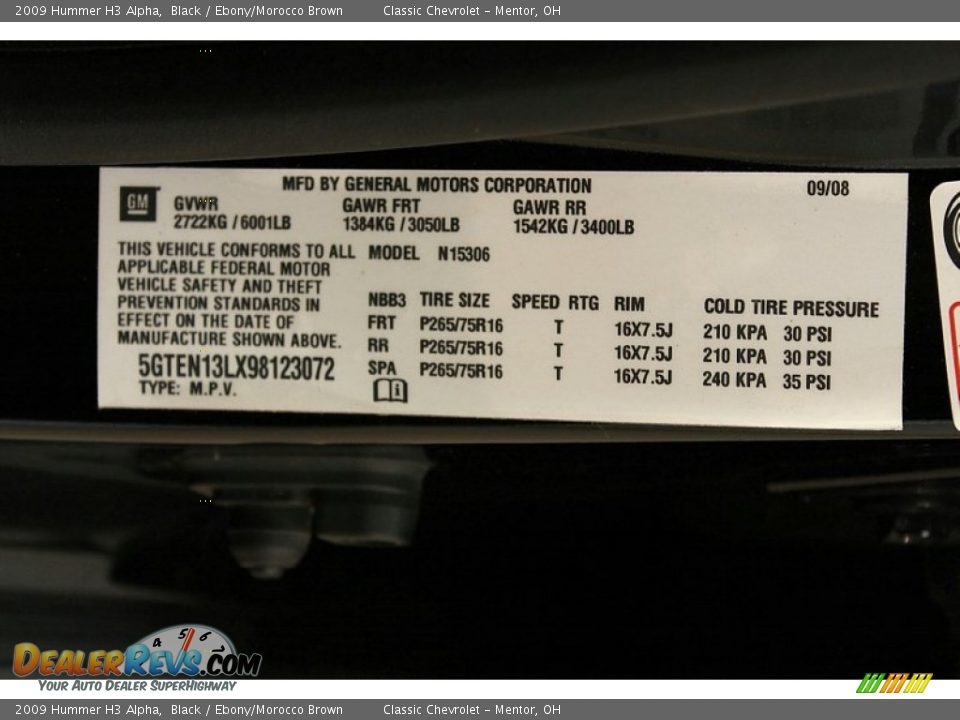 2009 Hummer H3 Alpha, Black / Ebony/Morocco Brown Classic Chevrolet - Mentor, OH
MFD BY GENERAL MOTORS CORPORATION 09/08
GM GVWR GAWR FRT GAWR RR
2722KG / 6001LB 1384KG / 3050LB 1542KG / 3400LB
THIS VEHICLE CONFORMS TO ALL
APPLICABLE FEDERAL MOTOR
VEHICLE SAFETY AND THEFT
PREVENTION STANDARDS IN
EFFECT ON THE DATE OF
MANUFACTURE SHOWN ABOVE.
5GTEN13LX98123072
TYPE: M.P.V.
MODEL N15306
NBB3 TIRE SIZE SPEED RTG RIM COLD TIRE PRESSURE
FRT P265/75R16 T 16X7.5J 210 KPA 30 PSI
RR P265/75R16 T 16X7.5J 210 KPA 30 PSI
SPA P265/75R16 T 16X7.5J 240 KPA 35 PSI
4 5 6
DEALERREVS.COM
YOUR AUTO DEALER SUPERHIGHWAY
2009 Hummer H3 Alpha, Black / Ebony/Morocco Brown Classic Chevrolet - Mentor, OH